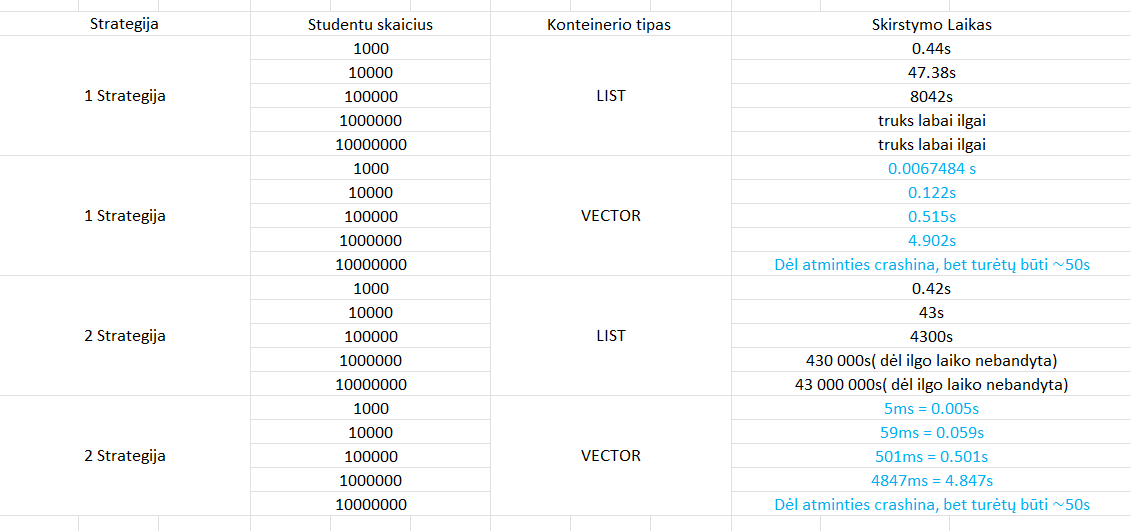 Strategija Studentu skaicius Konteinerio tipas Skirstymo Laikas
1000 0.44s
10000 47.38s
1 Strategija 100000 LIST 8042s
1000000 truks labai ilgai
10000000 truks labai ilgai
1000 0.0067484 s
10000 0.122s
1 Strategija 100000 VECTOR 0.515s
1000000 4.902s
10000000 Dėl atminties crashina, bet turėtų būti ~50s
1000 0.42s
10000 43s
2 Strategija 100000 LIST 4300s
1000000 430 000s( dėl ilgo laiko nebandyta)
10000000 43 000 000s( dėl ilgo laiko nebandyta)
1000 5ms = 0.005s
10000 59ms = 0.059s
2 Strategija 100000 VECTOR 501ms = 0.501s
1000000 4847ms = 4.847s
10000000 Dėl atminties crashina, bet turėtų būti ~50s